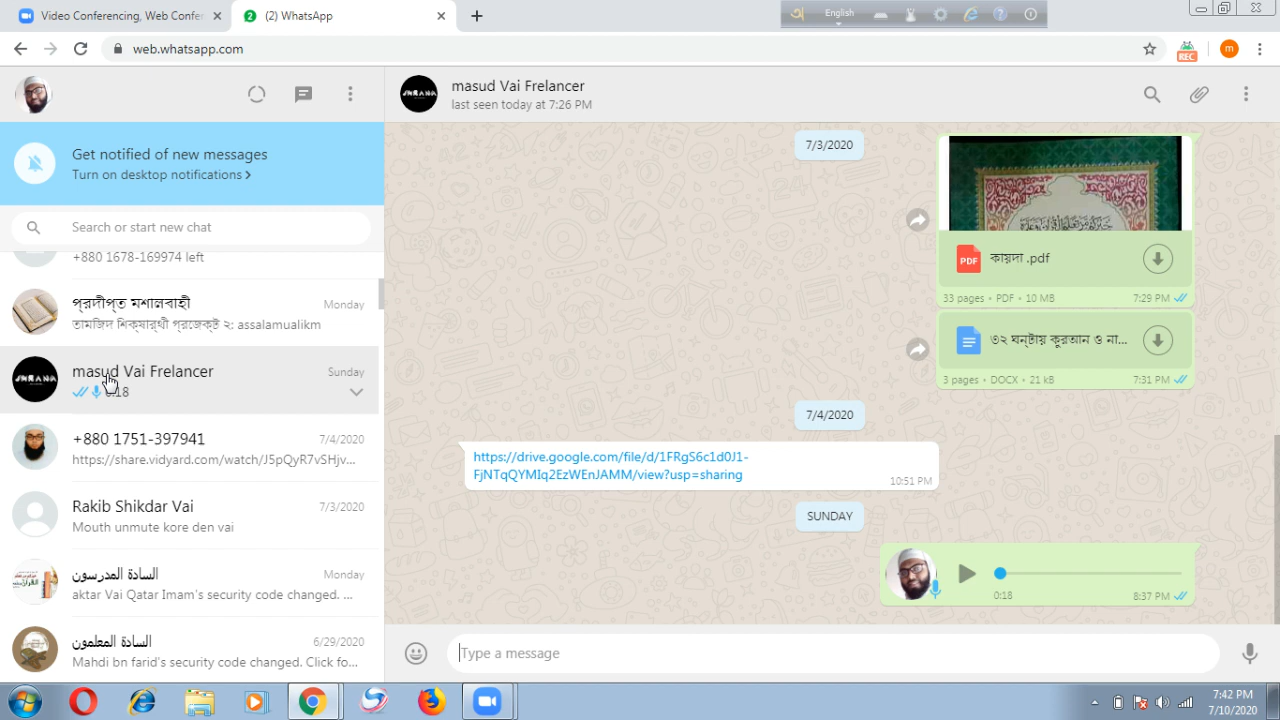 Video Conferencing, Web Confer
(2) WhatsApp
English
web.whatsapp.com
REC
m
Get notified of new messages
Turn on desktop notifications >
Search or start new chat
+880 1678-169974 left
প্রদীপ্ত মশালবাহী
Monday
তামজিদ শিক্ষার্থী প্রজেক্ট ২: assalamualikm
masud Vai Frelancer
Sunday
0:18
+880 1751-397941
7/4/2020
https://share.vidyard.com/watch/J5pQyR7vSHjv...
Rakib Shikdar Vai
7/3/2020
Mouth unmute kore den vai
السادة المدرسون
Monday
aktar Vai Qatar Imam's security code changed. ...
السادة المعلمون
6/29/2020
Mahdi bn farid's security code changed. Click fo...
masud Vai Frelancer
last seen today at 7:26 PM
7/3/2020
PDF
কায়দা .pdf
33 pages • PDF • 10 MB
7:29 PM
৩২ ঘন্টায় কুরআন ও না...
3 pages • DOCX • 21 kB
7:31 PM
7/4/2020
https://drive.google.com/file/d/1FRgS6c1d0J1-
FjNTqQYMIq2EzWEnJAMM/view?usp=sharing
10:51 PM
SUNDAY
0:18
8:37 PM
Type a message
7:42 PM
7/10/2020